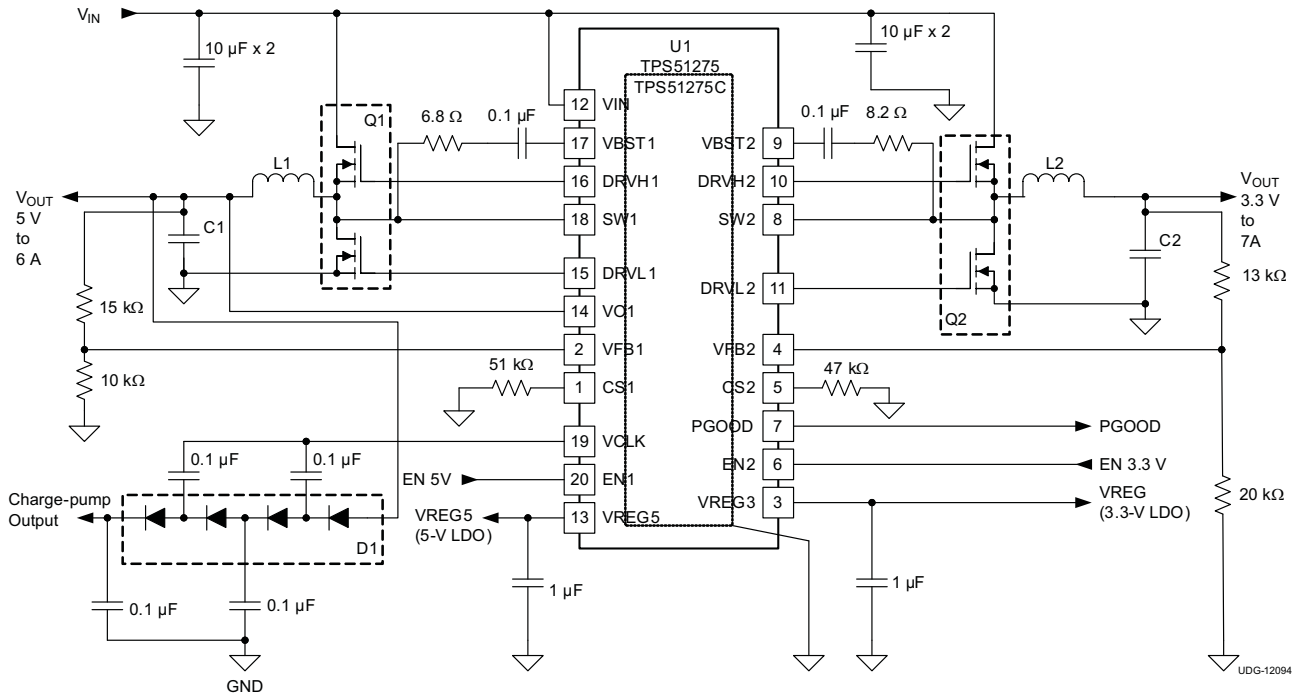 V_IN
10 µF x 2
10 µF x 2
U1
TPS51275
TPS51275C
Q1
6.8 Ω
0.1 µF
0.1 µF
8.2 Ω
12 VIN
17 VBST1
VBST2 9
L1
16 DRVH1
DRVH2 10
L2
V_OUT
5 V
to
6 A
V_OUT
3.3 V
to
7A
18 SW1
SW2 8
C1
C2
15 DRVL1
DRVL2 11
13 kΩ
15 kΩ
14 VO1
Q2
2 VFB1
VFB2 4
10 kΩ
51 kΩ
1 CS1
CS2 5
47 kΩ
PGOOD 7
PGOOD
19 VCLK
0.1 µF
0.1 µF
EN 5V
20 EN1
EN2 6
EN 3.3 V
Charge-pump
Output
VREG5
(5-V LDO)
13 VREG5
VREG3 3
VREG
(3.3-V LDO)
20 kΩ
D1
0.1 µF
0.1 µF
1 µF
1 µF
GND
UDG-12094